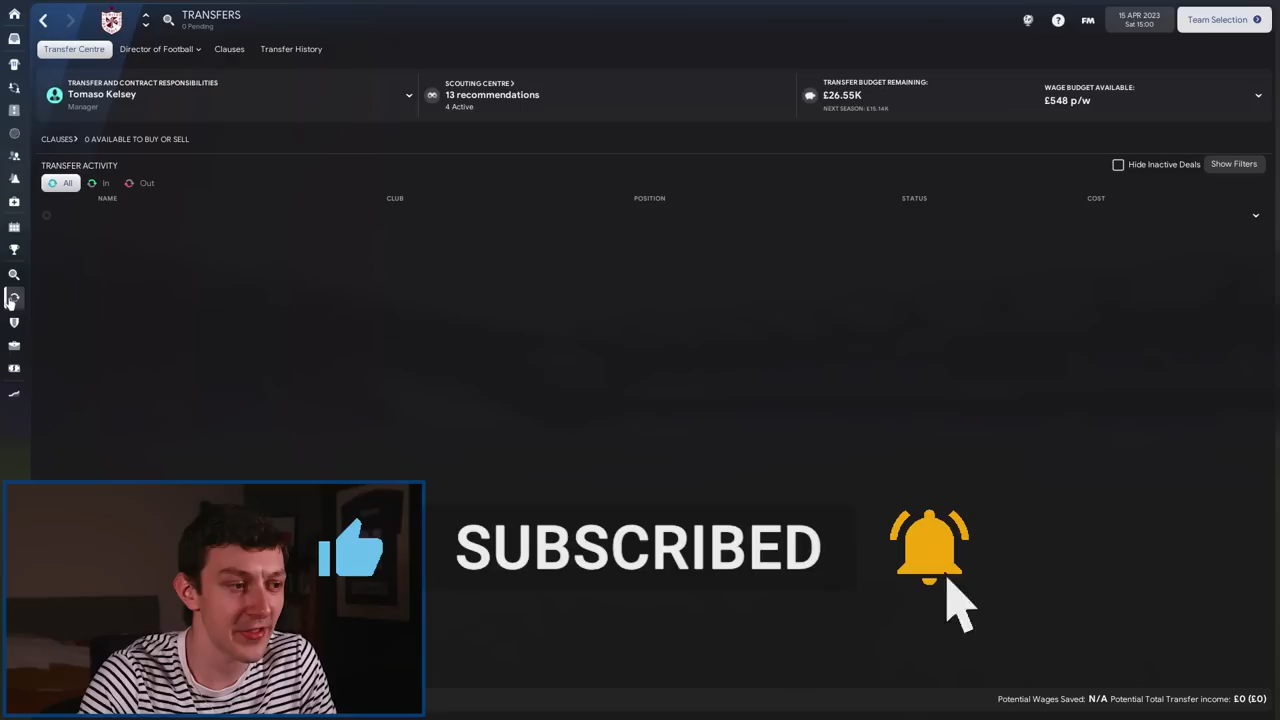 TRANSFERS
0 Pending
15 APR 2023
Sat 15:00
Team Selection
FM
Transfer Centre
Director of Football
Clauses
Transfer History
TRANSFER AND CONTRACT RESPONSIBILITIES
Tomaso Kelsey
Manager
SCOUTING CENTRE >
13 recommendations
4 Active
TRANSFER BUDGET REMAINING:
£26.55K
NEXT SEASON: £15.14K
WAGE BUDGET AVAILABLE:
£548 p/w
CLAUSES > 0 AVAILABLE TO BUY OR SELL
TRANSFER ACTIVITY
Hide Inactive Deals
Show Filters
All
In
Out
NAME
CLUB
POSITION
STATUS
COST
SUBSCRIBED
Potential Wages Saved: N/A Potential Total Transfer income: £0 (£0)